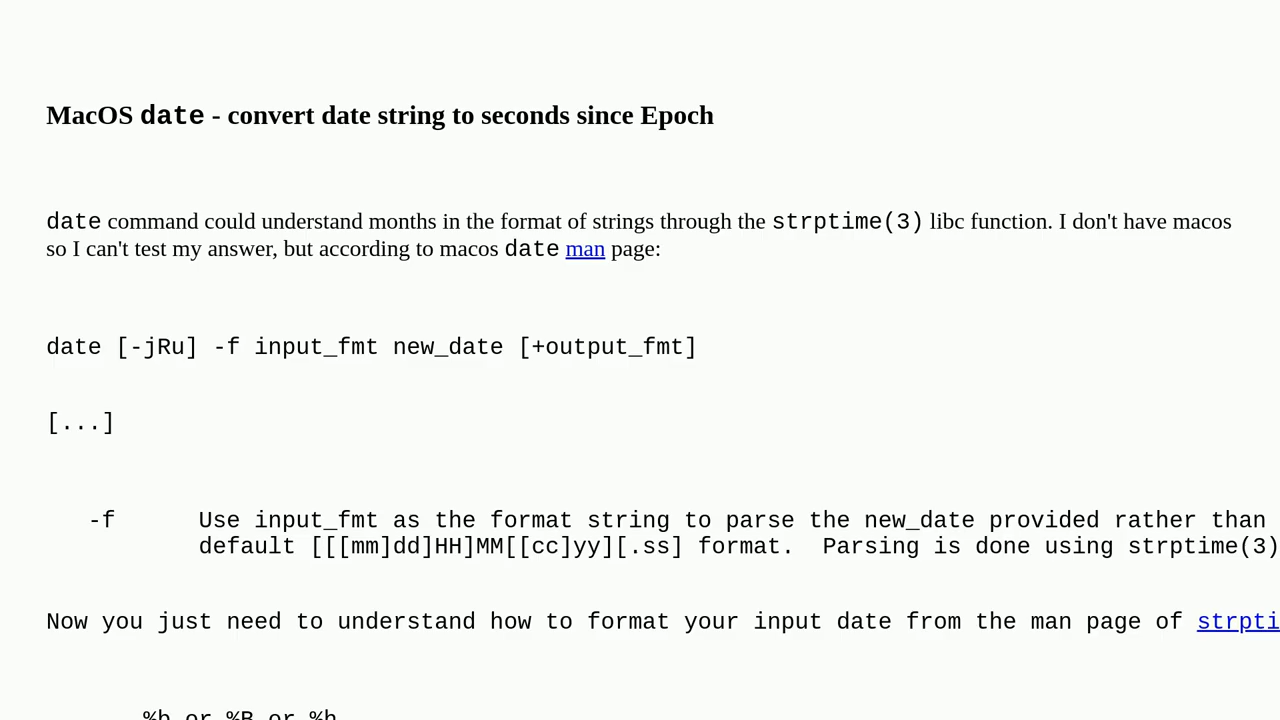 MacOS date - convert date string to seconds since Epoch
date command could understand months in the format of strings through the strptime(3) libc function. I don't have macos
so I can't test my answer, but according to macos date man page:
date [-jRu] -f input_fmt new_date [+output_fmt]
[...]
-f      Use input_fmt as the format string to parse the new_date provided rather than
default [[[mm]dd]HH]MM[[cc]yy][.ss] format.  Parsing is done using strptime(3)
Now you just need to understand how to format your input date from the man page of strpti
%b or %B or %h